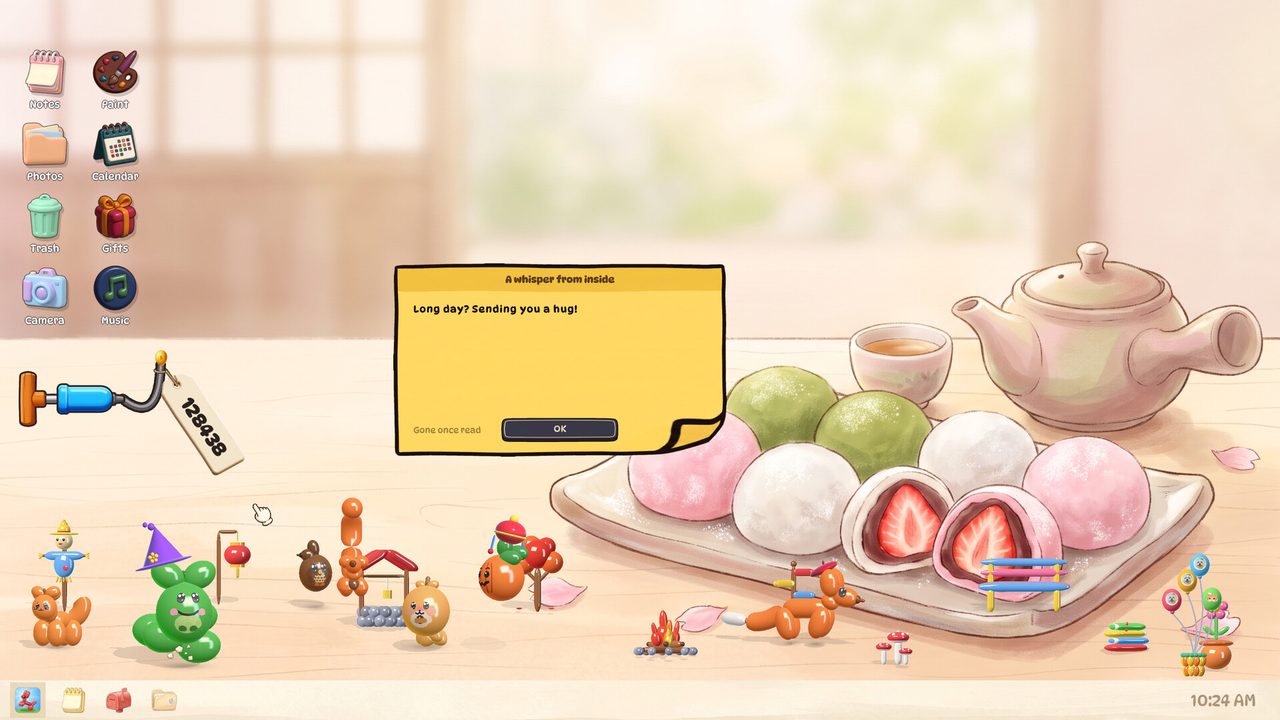 Notes
Paint
Photos
Calendar
Trash
Gifts
Camera
Music
128438
A whisper from inside
Long day? Sending you a hug!
Gone once read
OK
10:24 AM